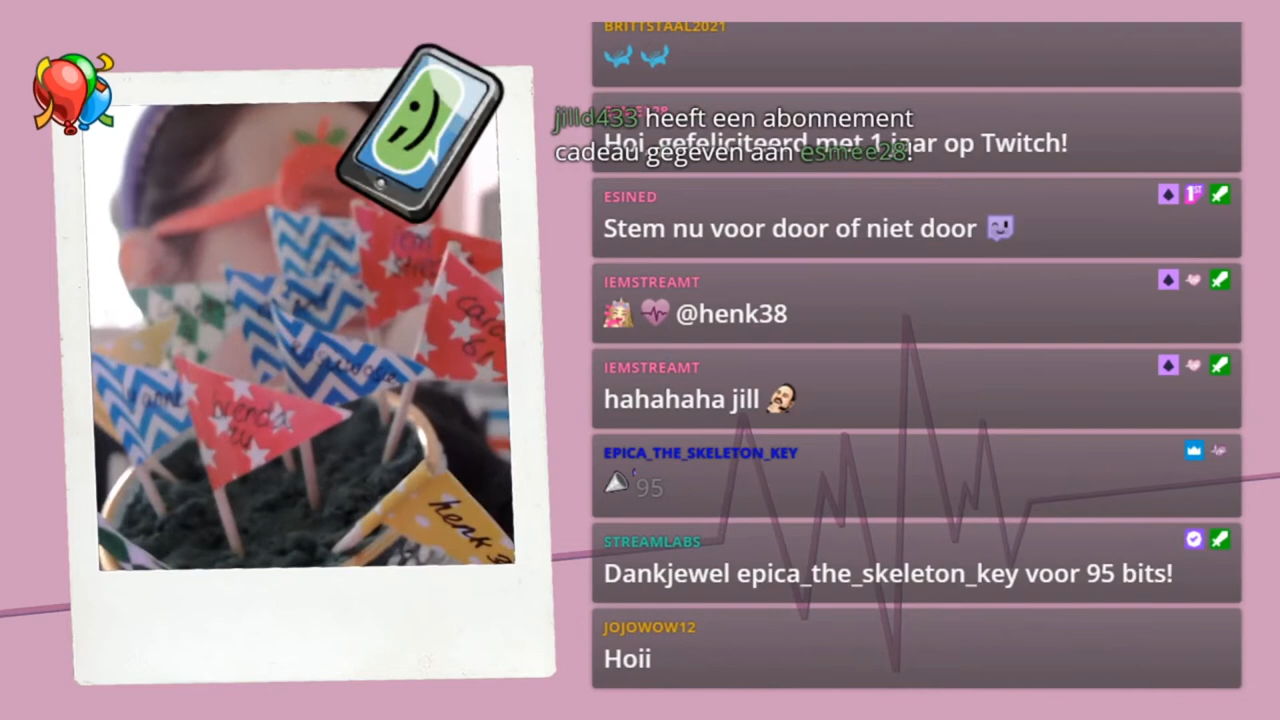 BRITTSTAAL2021
jilld433 heeft een abonnement
cadeau gegeven aan esmee28!
Hoi, gefeliciteerd met 1 jaar op Twitch!
ESINED
Stem nu voor door of niet door
IEMSTREAMT
@henk38
IEMSTREAMT
hahahaha jill
EPICA_THE_SKELETON_KEY
95
STREAMLABS
Dankjewel epica_the_skeleton_key voor 95 bits!
JOJOWOW12
Hoii
brenda
henk 3